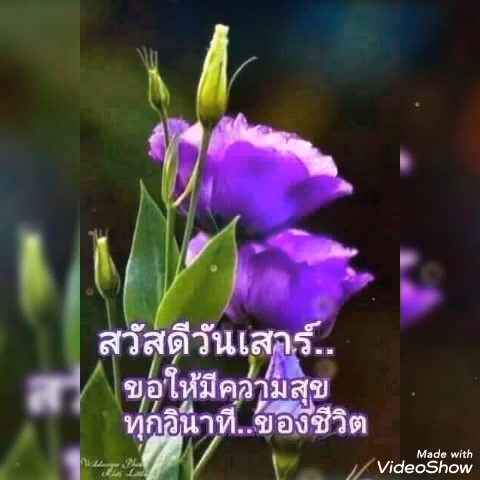 สวัสดีวันเสาร์..
ขอให้มีความสุข
ทุกวินาที..ของชีวิต
Made with
VideoShow